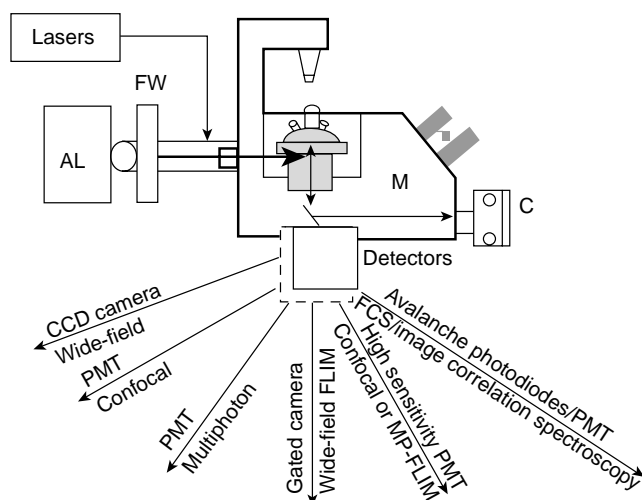 Lasers
FW
AL
M
C
Detectors
CCD camera
Wide-field
PMT
Confocal
PMT
Multiphoton
Gated camera
Wide-field FLIM
High sensitivity PMT
Confocal or MP-FLIM
Avalanche photodiodes/PMT
FCS/image correlation spectroscopy